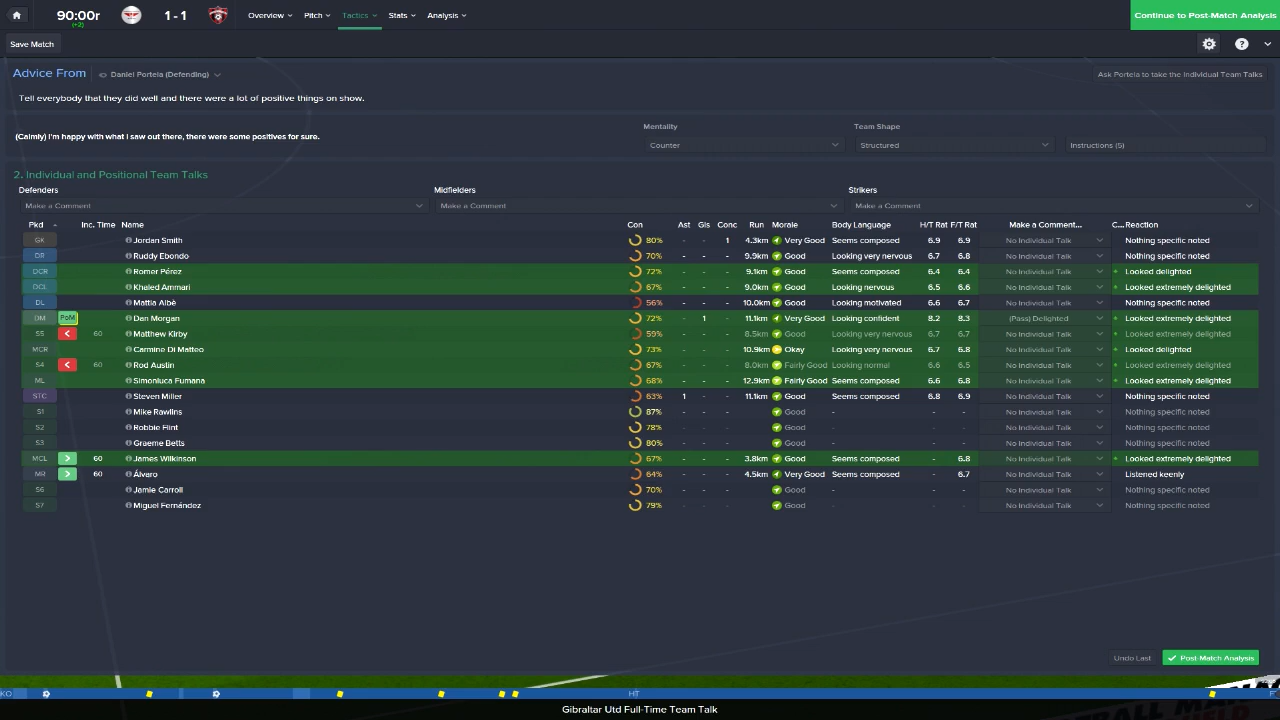 90:00r (+2) 1 - 1 Overview Pitch Tactics Stats Analysis Continue to Post-Match Analysis
Save Match
Advice From Daniel Portela (Defending) Ask Portela to take the Individual Team Talks
Tell everybody that they did well and there were a lot of positive things on show.
Mentality Team Shape
(Calmly) I'm happy with what I saw out there, there were some positives for sure.
Counter Structured Instructions (5)
2. Individual and Positional Team Talks
Defenders Midfielders Strikers
Make a Comment Make a Comment Make a Comment
Pkd Inc. Time Name Con Ast Gls Conc Run Morale Body Language H/T Rat F/T Rat Make a Comment... C... Reaction
GK Jordan Smith 80% - - 1 4.3km Very Good Seems composed 6.9 6.9 No Individual Talk Nothing specific noted
DR Ruddy Ebondo 70% - - - 9.9km Good Looking very nervous 6.7 6.8 No Individual Talk Nothing specific noted
DCR Romer Pérez 72% - - - 9.1km Good Seems composed 6.4 6.4 No Individual Talk Looked delighted
DCL Khaled Ammari 67% - - - 9.0km Good Looking nervous 6.5 6.6 No Individual Talk Looked extremely delighted
DL Mattia Albè 56% - - - 10.0km Good Looking motivated 6.6 6.7 No Individual Talk Nothing specific noted
DM PoM Dan Morgan 72% - 1 - 11.1km Very Good Looking confident 8.2 8.3 (Pass) Delighted Looked extremely delighted
S5 60 Matthew Kirby 59% - - - 8.5km Good Looking very nervous 6.7 6.7 No Individual Talk Looked extremely delighted
MCR Carmine Di Matteo 73% - - - 10.9km Okay Looking very nervous 6.7 6.8 No Individual Talk Looked delighted
S4 60 Rod Austin 67% - - - 8.0km Fairly Good Looking normal 6.6 6.5 No Individual Talk Looked extremely delighted
ML Simonluca Fumana 68% - - - 12.9km Fairly Good Seems composed 6.6 6.8 No Individual Talk Looked extremely delighted
STC Steven Miller 63% 1 - - 11.1km Good Seems composed 6.8 6.9 No Individual Talk Nothing specific noted
S1 Mike Rawlins 87% - - - - Good - - - No Individual Talk Nothing specific noted
S2 Robbie Flint 78% - - - - Good - - - No Individual Talk Nothing specific noted
S3 Graeme Betts 80% - - - - Good - - - No Individual Talk Nothing specific noted
MCL 60 James Wilkinson 67% - - - 3.8km Good Seems composed - 6.8 No Individual Talk Looked extremely delighted
MR 60 Álvaro 64% - - - 4.5km Very Good Seems composed - 6.7 No Individual Talk Listened keenly
S6 Jamie Carroll 70% - - - - Good - - - No Individual Talk Nothing specific noted
S7 Miguel Fernández 79% - - - - Good - - - No Individual Talk Nothing specific noted
Undo Last Post-Match Analysis
KO HT F
Gibraltar Utd Full-Time Team Talk